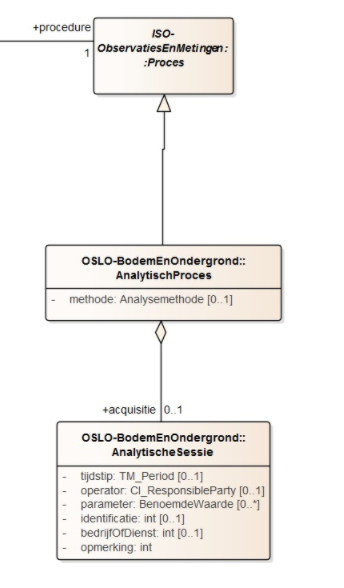 +procedure
1
ISO-
ObservatiesEnMetingen:
:Proces
OSLO-BodemEnOndergrond::
AnalytischProces
- methode: Analysemethode [0..1]
+acquisitie 0..1
OSLO-BodemEnOndergrond::
AnalytischeSessie
- tijdstip: TM_Period [0..1]
- operator: CI_ResponsibleParty [0..1]
- parameter: BenoemdeWaarde [0..*]
- identificatie: int [0..1]
- bedrijfOfDienst: int [0..1]
- opmerking: int